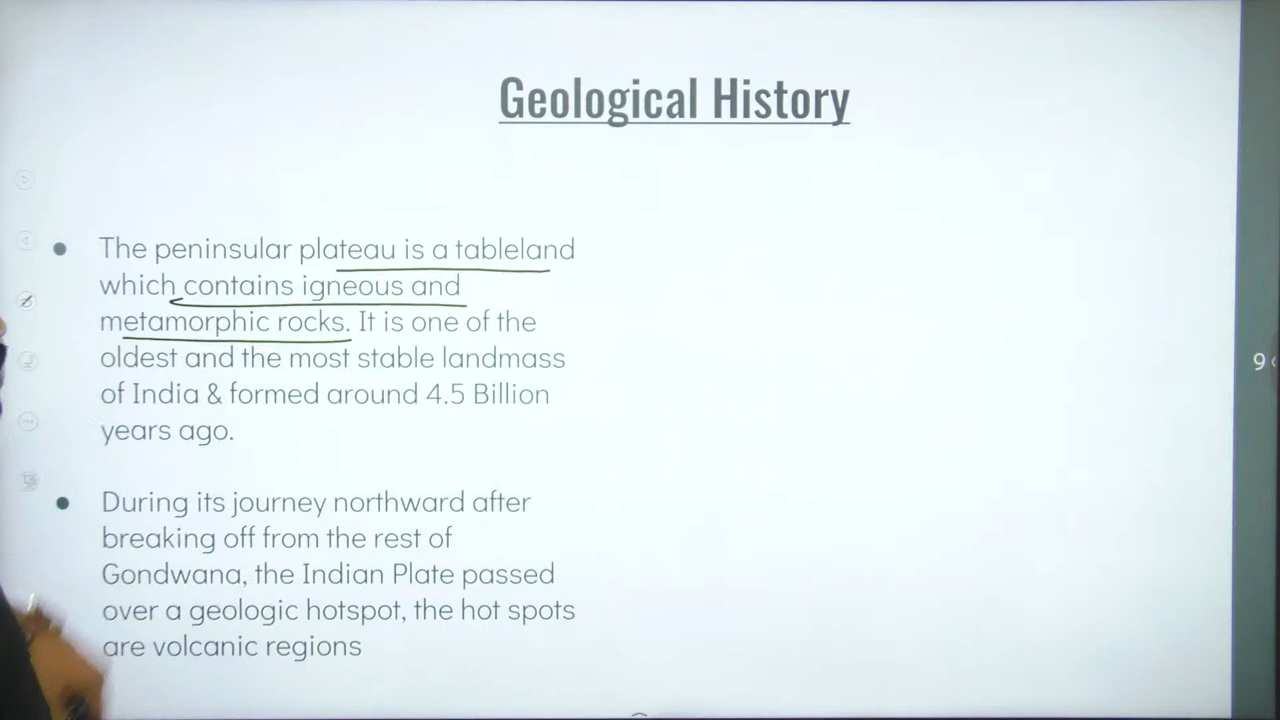 Geological History
● The peninsular plateau is a tableland
which contains igneous and
metamorphic rocks. It is one of the
oldest and the most stable landmass
of India & formed around 4.5 Billion
years ago.
● During its journey northward after
breaking off from the rest of
Gondwana, the Indian Plate passed
over a geologic hotspot, the hot spots
are volcanic regions
9